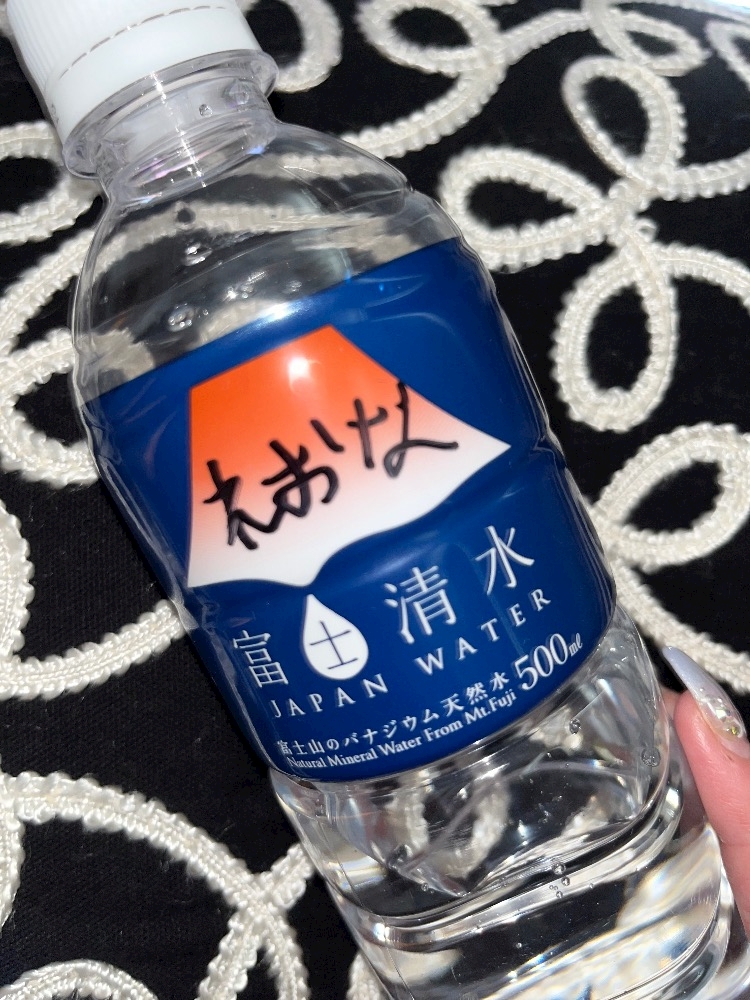 えおな
富士清水
JAPAN WATER
富士山のバナジウム天然水 500ml
Natural Mineral Water From Mt.Fuji